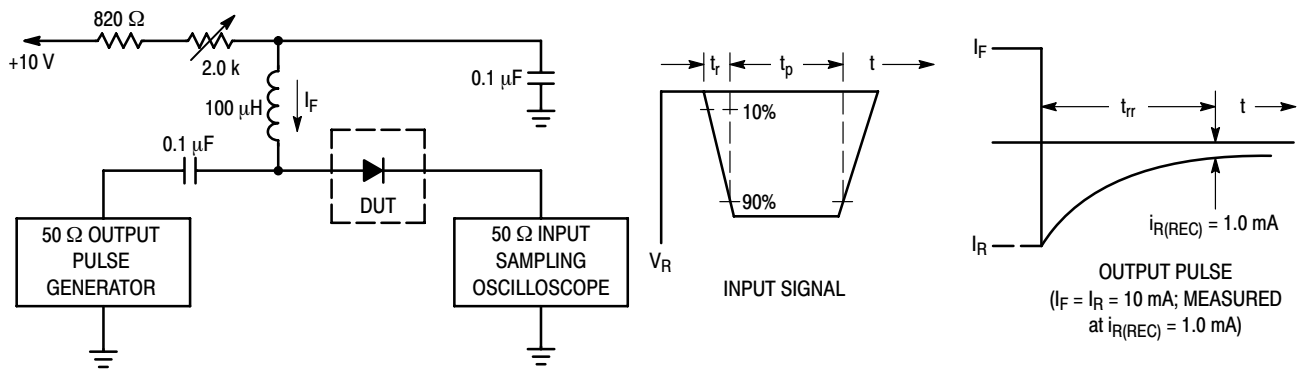 820 Ω
+10 V
2.0 k
100 μH
I_F
0.1 μF
0.1 μF
DUT
50 Ω OUTPUT
PULSE
GENERATOR
50 Ω INPUT
SAMPLING
OSCILLOSCOPE
t_r
t_p
t
10%
90%
V_R
INPUT SIGNAL
I_F
t_rr
t
I_R
i_R(REC) = 1.0 mA
OUTPUT PULSE
(I_F = I_R = 10 mA; MEASURED
at i_R(REC) = 1.0 mA)